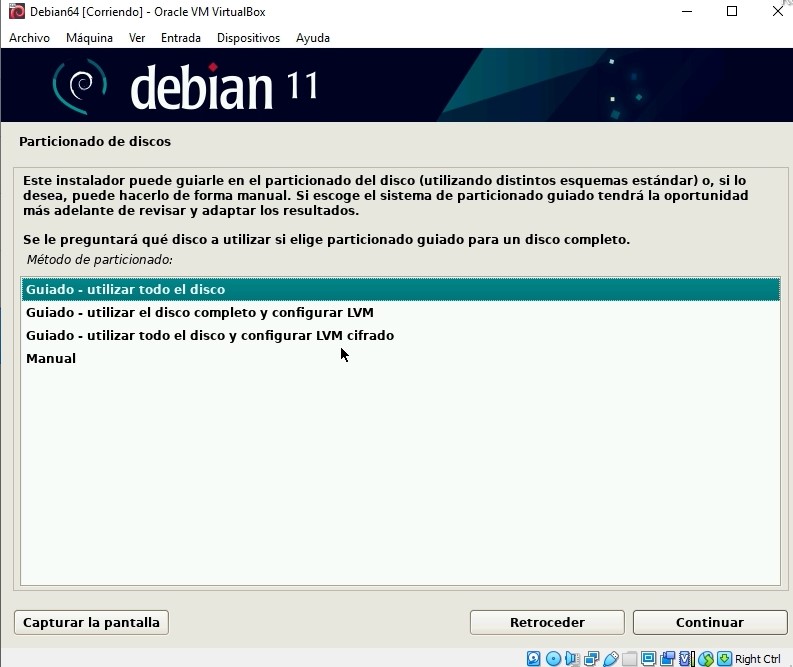 Debian64 [Corriendo] - Oracle VM VirtualBox
Archivo Máquina Ver Entrada Dispositivos Ayuda
debian 11
Particionado de discos
Este instalador puede guiarle en el particionado del disco (utilizando distintos esquemas estándar) o, si lo
desea, puede hacerlo de forma manual. Si escoge el sistema de particionado guiado tendrá la oportunidad
más adelante de revisar y adaptar los resultados.
Se le preguntará qué disco a utilizar si elige particionado guiado para un disco completo.
Método de particionado:
Guiado - utilizar todo el disco
Guiado - utilizar el disco completo y configurar LVM
Guiado - utilizar todo el disco y configurar LVM cifrado
Manual
Capturar la pantalla Retroceder Continuar
Right Ctrl